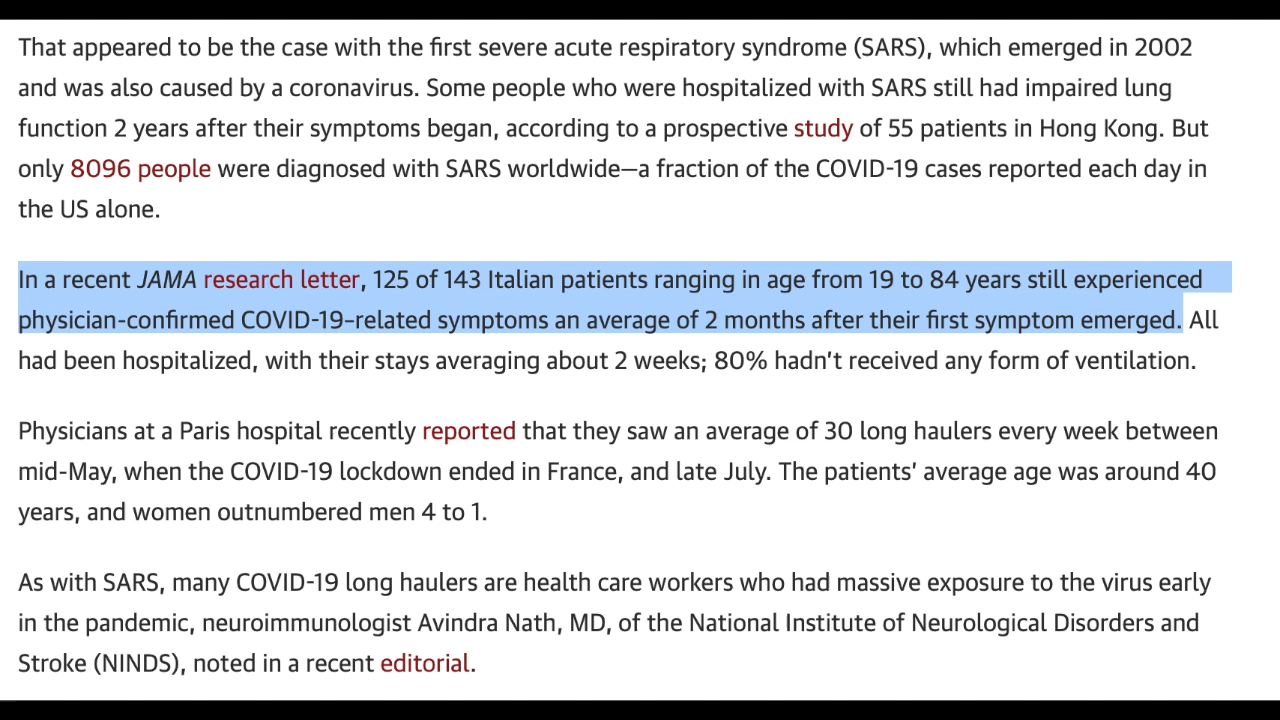 That appeared to be the case with the first severe acute respiratory syndrome (SARS), which emerged in 2002
and was also caused by a coronavirus. Some people who were hospitalized with SARS still had impaired lung
function 2 years after their symptoms began, according to a prospective study of 55 patients in Hong Kong. But
only 8096 people were diagnosed with SARS worldwide—a fraction of the COVID-19 cases reported each day in
the US alone.
In a recent JAMA research letter, 125 of 143 Italian patients ranging in age from 19 to 84 years still experienced
physician-confirmed COVID-19–related symptoms an average of 2 months after their first symptom emerged. All
had been hospitalized, with their stays averaging about 2 weeks; 80% hadn’t received any form of ventilation.
Physicians at a Paris hospital recently reported that they saw an average of 30 long haulers every week between
mid-May, when the COVID-19 lockdown ended in France, and late July. The patients’ average age was around 40
years, and women outnumbered men 4 to 1.
As with SARS, many COVID-19 long haulers are health care workers who had massive exposure to the virus early
in the pandemic, neuroimmunologist Avindra Nath, MD, of the National Institute of Neurological Disorders and
Stroke (NINDS), noted in a recent editorial.